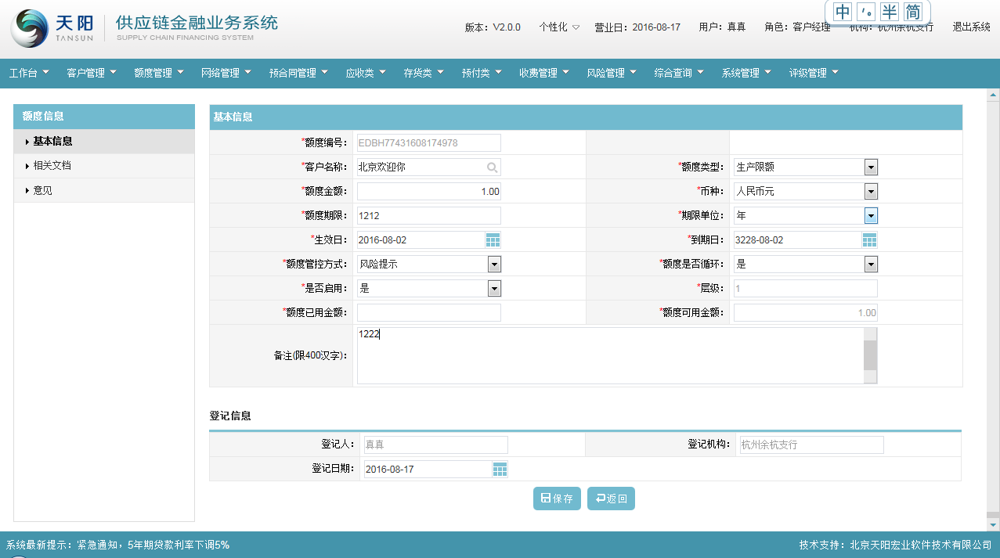 天阳
TANSUN
供应链金融业务系统
SUPPLY CHAIN FINANCING SYSTEM
中 ’。 半 简
版本：V2.0.0 个性化 营业日：2016-08-17 用户：真真 角色：客户经理 机构：杭州余杭支行 退出系统
工作台 客户管理 额度管理 网络管理 预合同管理 应收类 存货类 预付类 收费管理 风险管理 综合查询 系统管理 评级管理
额度信息
基本信息
相关文档
意见
基本信息
*额度编号： EDBH77431608174978
*客户名称： 北京欢迎你 *额度类型： 生产限额
*额度金额： 1.00 *币种： 人民币元
*额度期限： 1212 *期限单位： 年
*生效日： 2016-08-02 *到期日： 3228-08-02
*额度管控方式： 风险提示 *额度是否循环： 是
*是否启用： 是 *层级： 1
*额度已用金额： *额度可用金额： 1.00
备注(限400汉字)： 1222
登记信息
登记人： 真真 登记机构： 杭州余杭支行
登记日期： 2016-08-17
保存 返回
系统最新提示：紧急通知，5年期贷款利率下调5% 技术支持：北京天阳宏业软件技术有限公司